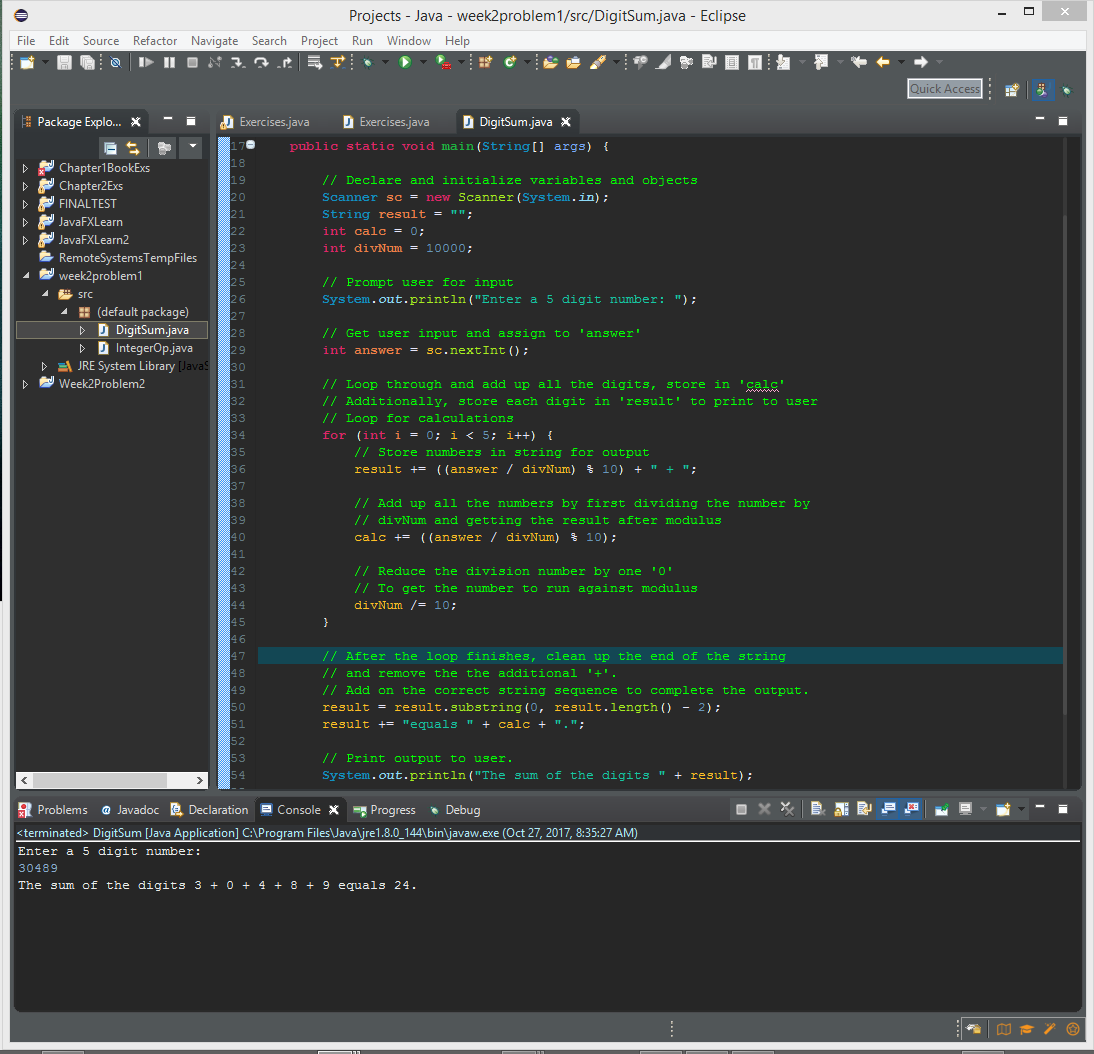 Projects - Java - week2problem1/src/DigitSum.java - Eclipse
File Edit Source Refactor Navigate Search Project Run Window Help
Quick Access
Package Explo...
Exercises.java Exercises.java DigitSum.java
Chapter1BookExs
Chapter2Exs
FINALTEST
JavaFXLearn
JavaFXLearn2
RemoteSystemsTempFiles
week2problem1
src
(default package)
DigitSum.java
IntegerOp.java
JRE System Library [JavaS
Week2Problem2
17 public static void main(String[] args) {
18
19 // Declare and initialize variables and objects
20 Scanner sc = new Scanner(System.in);
21 String result = "";
22 int calc = 0;
23 int divNum = 10000;
24
25 // Prompt user for input
26 System.out.println("Enter a 5 digit number: ");
27
28 // Get user input and assign to 'answer'
29 int answer = sc.nextInt();
30
31 // Loop through and add up all the digits, store in 'calc'
32 // Additionally, store each digit in 'result' to print to user
33 // Loop for calculations
34 for (int i = 0; i < 5; i++) {
35 // Store numbers in string for output
36 result += ((answer / divNum) % 10) + " + ";
37
38 // Add up all the numbers by first dividing the number by
39 // divNum and getting the result after modulus
40 calc += ((answer / divNum) % 10);
41
42 // Reduce the division number by one '0'
43 // To get the number to run against modulus
44 divNum /= 10;
45 }
46
47 // After the loop finishes, clean up the end of the string
48 // and remove the the additional '+'.
49 // Add on the correct string sequence to complete the output.
50 result = result.substring(0, result.length() - 2);
51 result += "equals " + calc + ".";
52
53 // Print output to user.
54 System.out.println("The sum of the digits " + result);
Problems Javadoc Declaration Console Progress Debug
<terminated> DigitSum [Java Application] C:\Program Files\Java\jre1.8.0_144\bin\javaw.exe (Oct 27, 2017, 8:35:27 AM)
Enter a 5 digit number:
30489
The sum of the digits 3 + 0 + 4 + 8 + 9 equals 24.